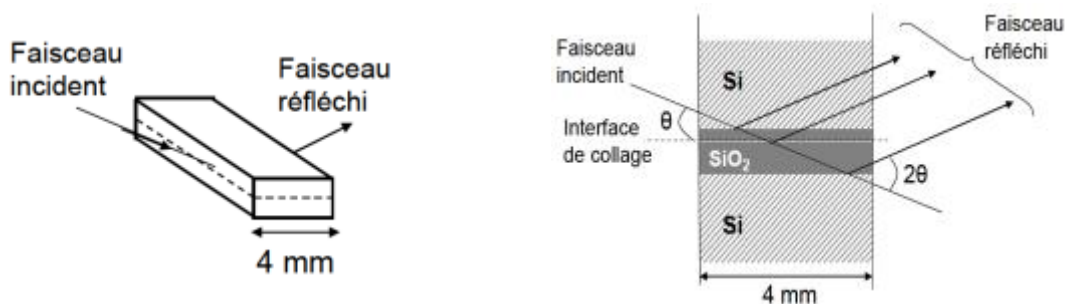 Faisceau
incident
Faisceau
réfléchi
4 mm
Faisceau
incident
θ
Interface
de collage
Si
SiO₂
Si
4 mm
Faisceau
réfléchi
2θ